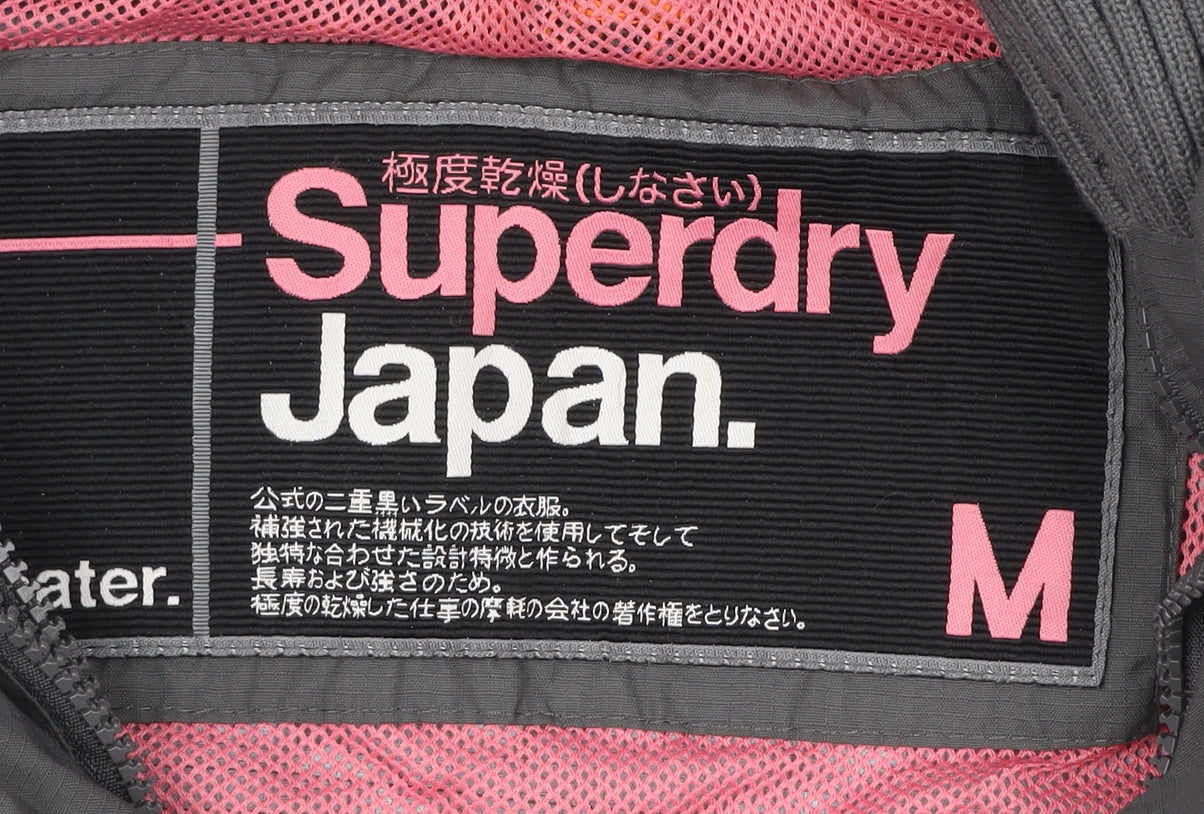 極度乾燥(しなさい)
Superdry
Japan.
公式の二重黒いラベルの衣服。
補強された機械化の技術を使用してそして
独特な合わせた設計特徴と作られる。
長寿および強さのため。
極度の乾燥した仕事の摩耗の会社の著作権をとりなさい。
M
ater.